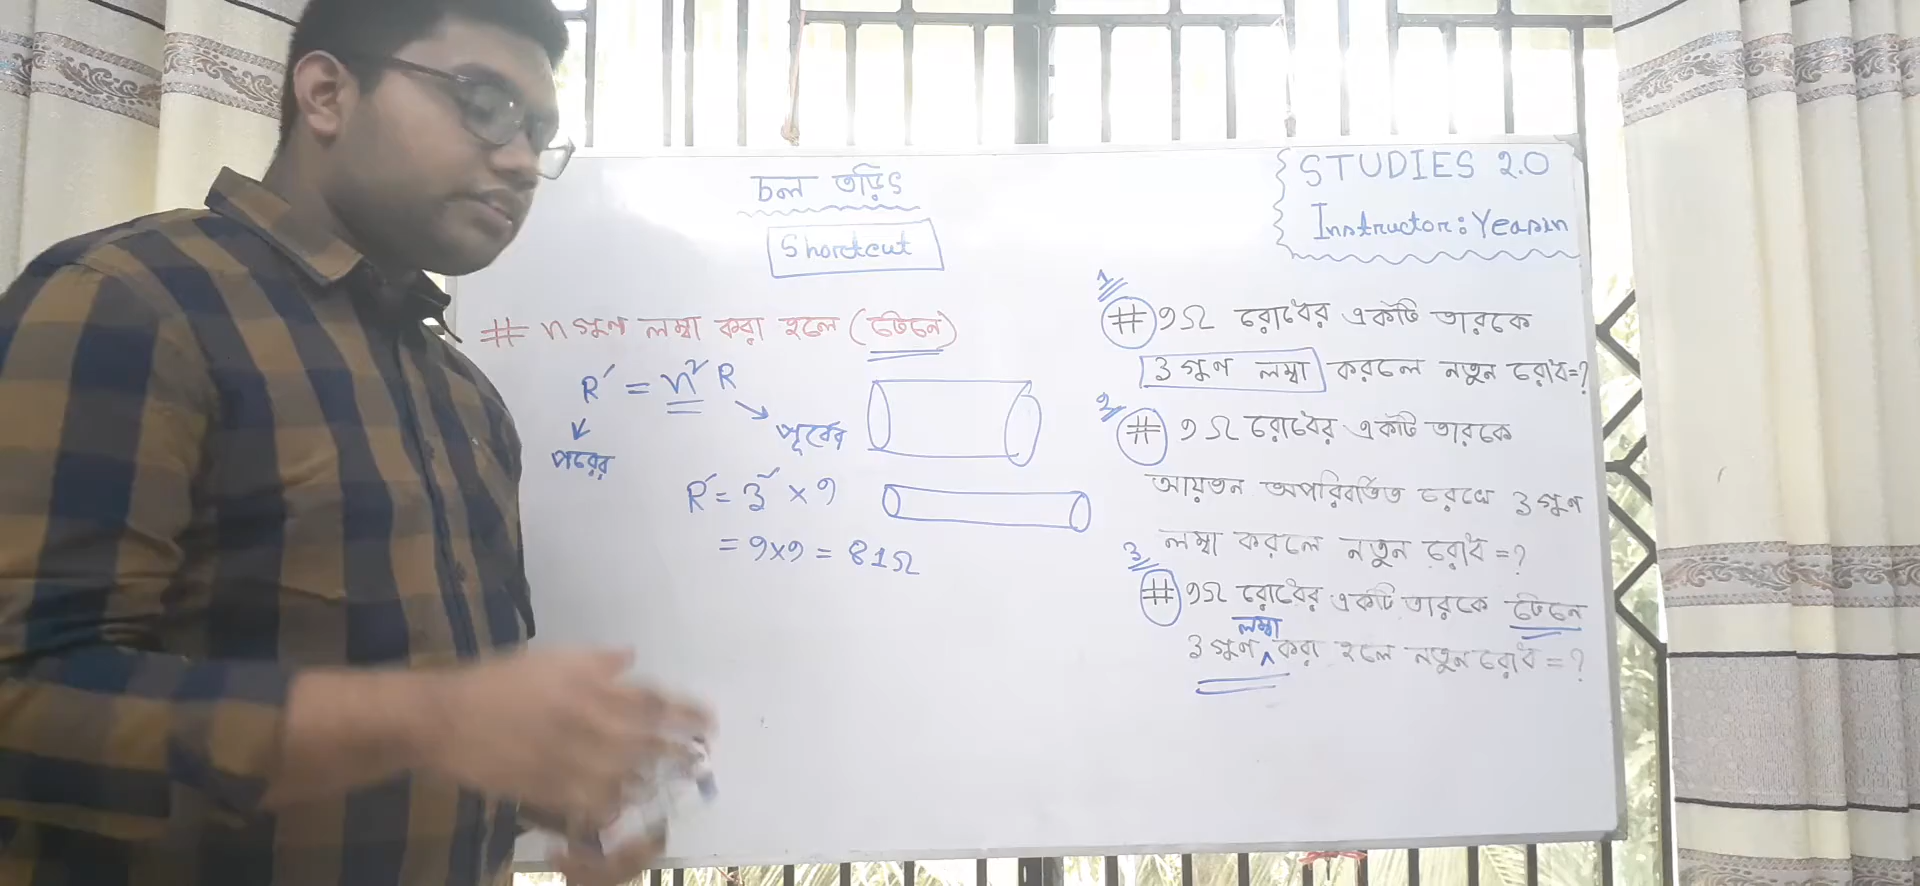 চল তড়িৎ
Shortcut
# n গুণ লম্বা করা হলে (টেনে)
R′ = n² R
পরের
পূর্বের
R′ = 3² × 9
= 9×9 = 81Ω
STUDIES 2.0
Instructor: Yeasin
1
# 9Ω রোধের একটি তারকে
3 গুণ লম্বা করলে নতুন রোধ=?
2
# 9Ω রোধের একটি তারকে
আয়তন অপরিবর্তিত রেখে 3 গুণ
লম্বা করলে নতুন রোধ =?
3
# 9Ω রোধের একটি তারকে টেনে
3 গুণ লম্বা করা হলে নতুন রোধ = ?